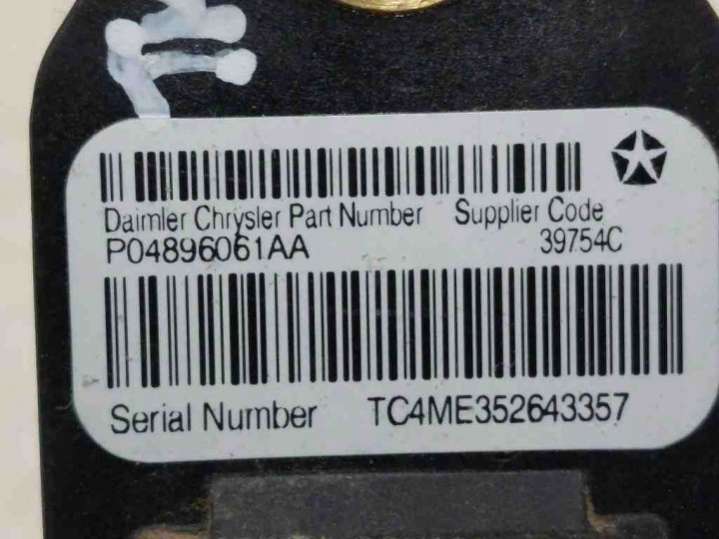 Daimler Chrysler Part Number Supplier Code
P04896061AA 39754C
Serial Number TC4ME352643357